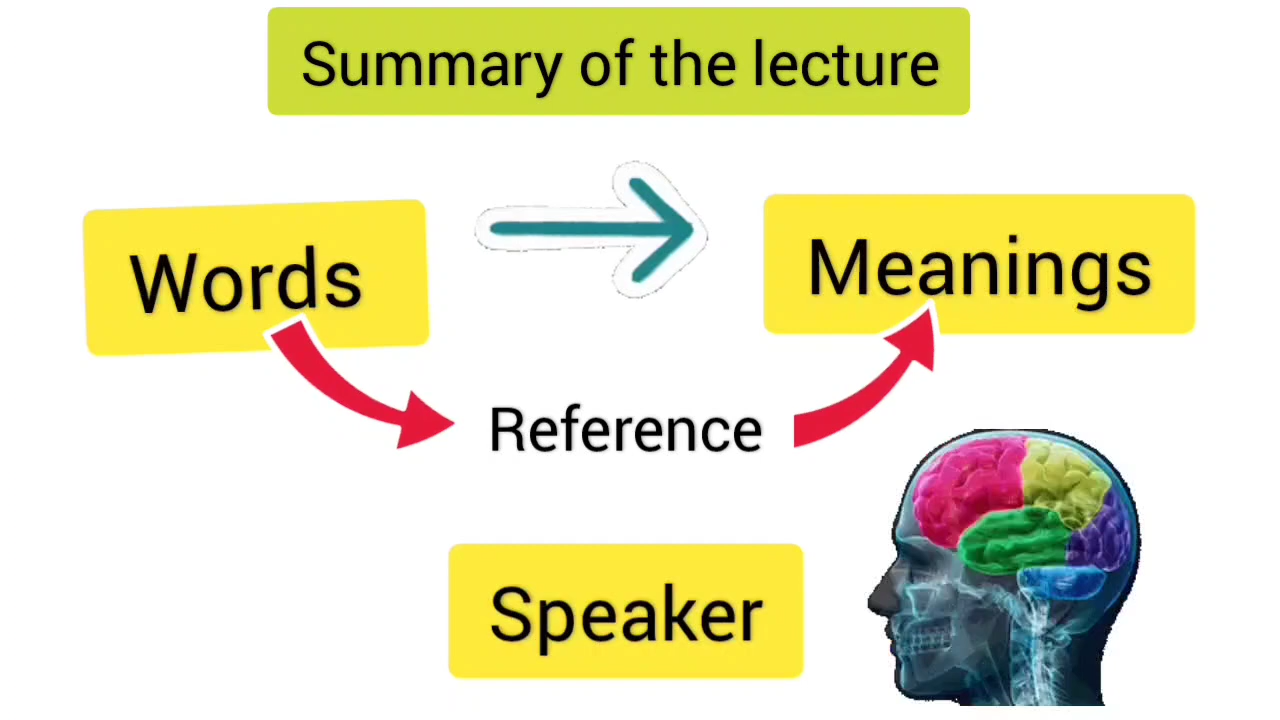 Summary of the lecture
Words
Meanings
Reference
Speaker